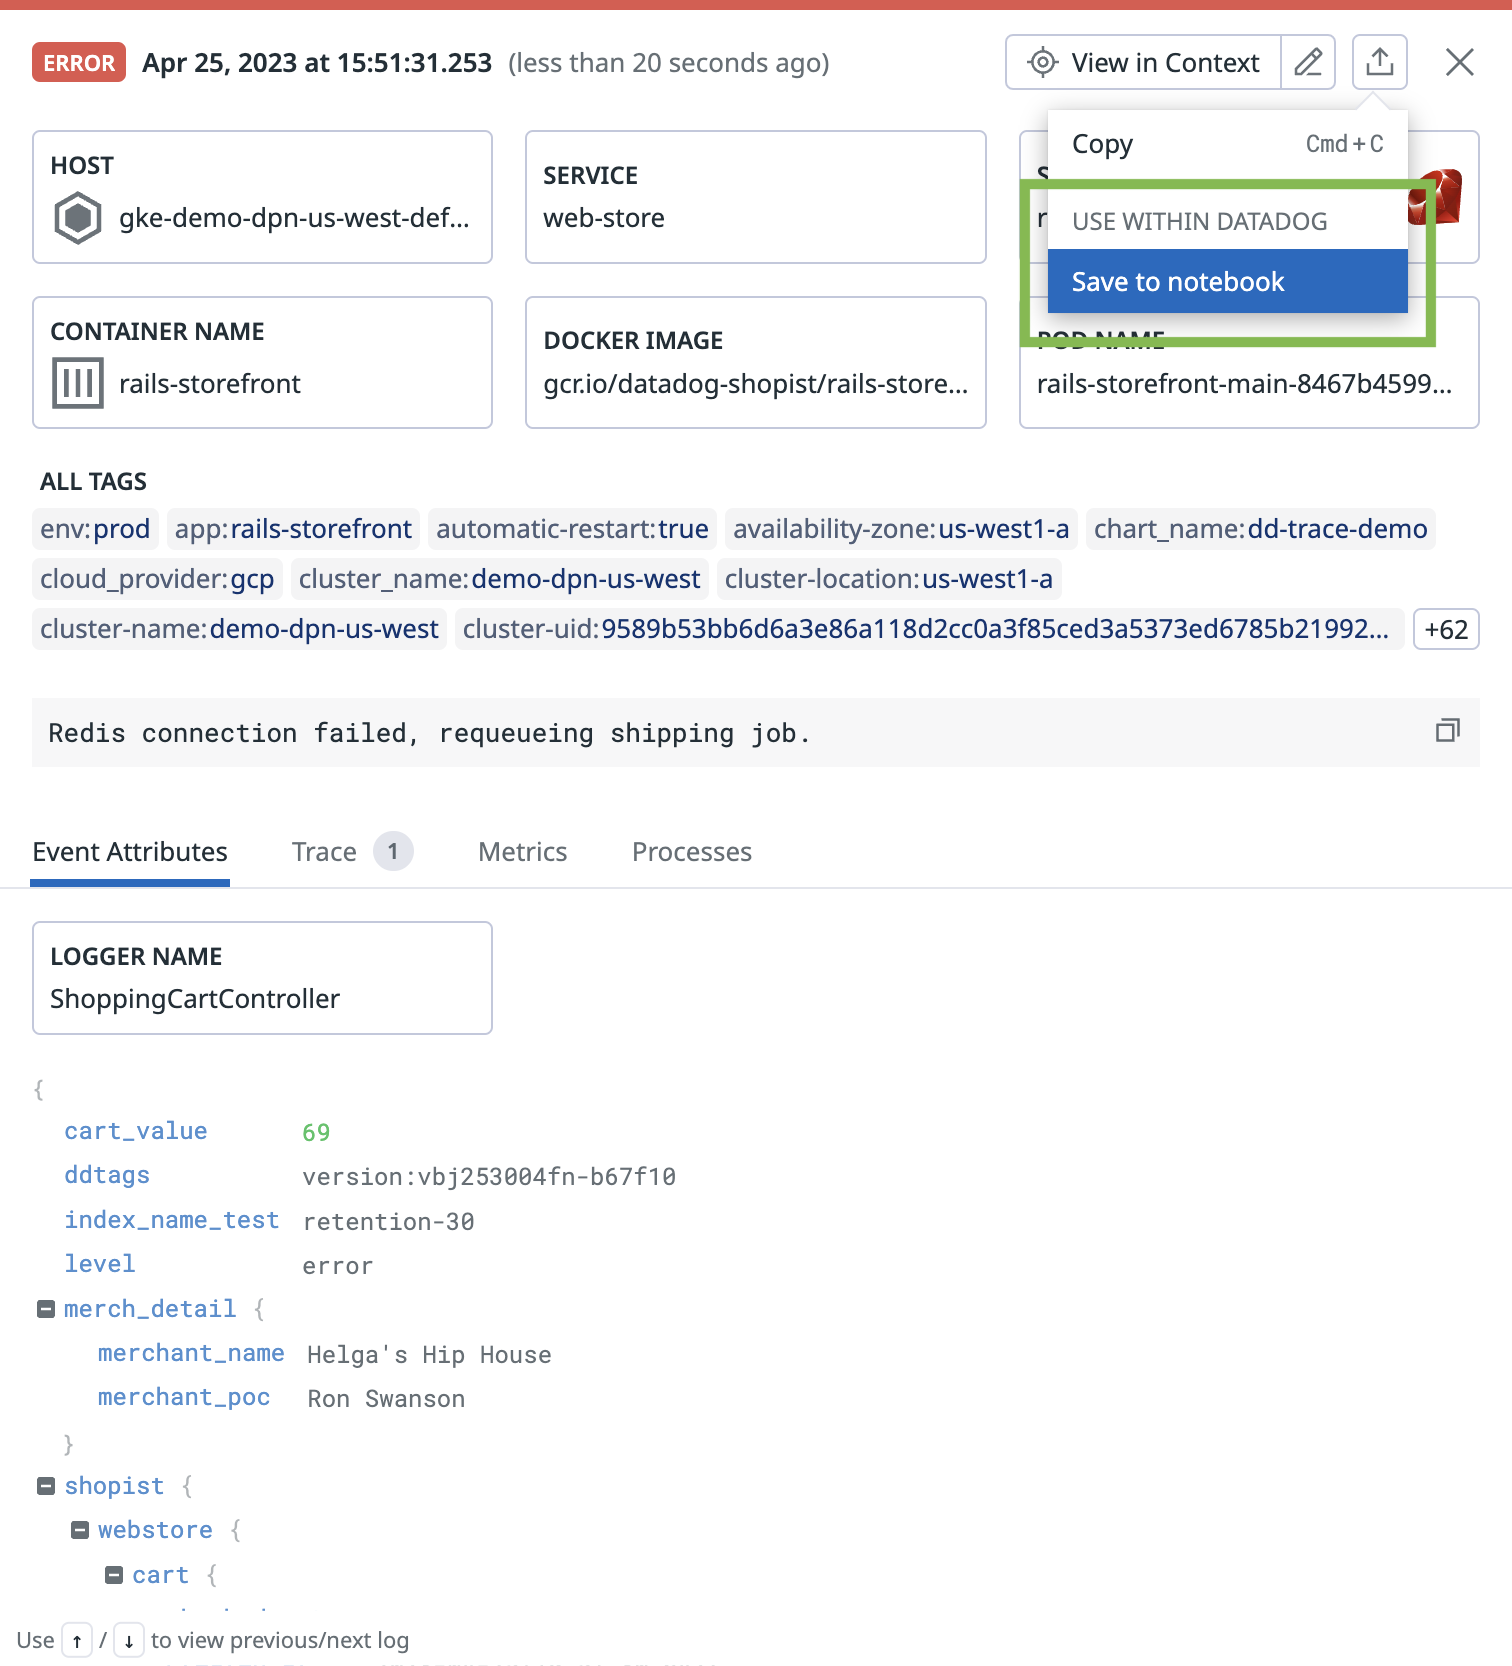 ERROR Apr 25, 2023 at 15:51:31.253 (less than 20 seconds ago) View in Context
Copy Cmd+C
USE WITHIN DATADOG
Save to notebook
HOST
gke-demo-dpn-us-west-def...
SERVICE
web-store
CONTAINER NAME
rails-storefront
DOCKER IMAGE
gcr.io/datadog-shopist/rails-store...
POD NAME
rails-storefront-main-8467b4599...
ALL TAGS
env:prod app:rails-storefront automatic-restart:true availability-zone:us-west1-a chart_name:dd-trace-demo
cloud_provider:gcp cluster_name:demo-dpn-us-west cluster-location:us-west1-a
cluster-name:demo-dpn-us-west cluster-uid:9589b53bb6d6a3e86a118d2cc0a3f85ced3a5373ed6785b21992... +62
Redis connection failed, requeueing shipping job.
Event Attributes Trace 1 Metrics Processes
LOGGER NAME
ShoppingCartController
{
cart_value 69
ddtags version:vbj253004fn-b67f10
index_name_test retention-30
level error
merch_detail {
merchant_name Helga's Hip House
merchant_poc Ron Swanson
}
shopist {
webstore {
cart {
Use ↑ / ↓ to view previous/next log